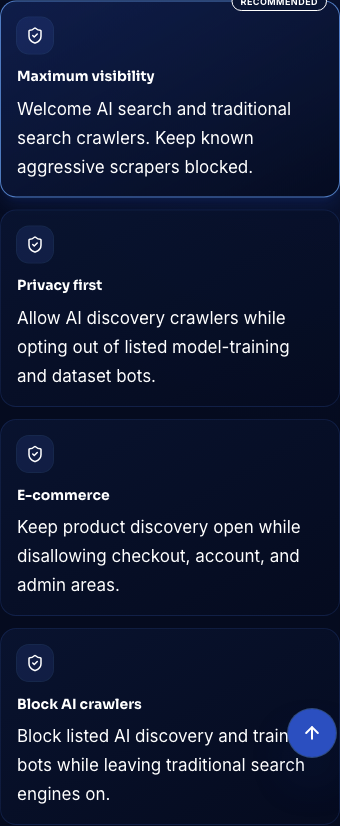 RECOMMENDED
Maximum visibility
Welcome AI search and traditional
search crawlers. Keep known
aggressive scrapers blocked.
Privacy first
Allow AI discovery crawlers while
opting out of listed model-training
and dataset bots.
E-commerce
Keep product discovery open while
disallowing checkout, account, and
admin areas.
Block AI crawlers
Block listed AI discovery and
bots while leaving traditional search
engines on.